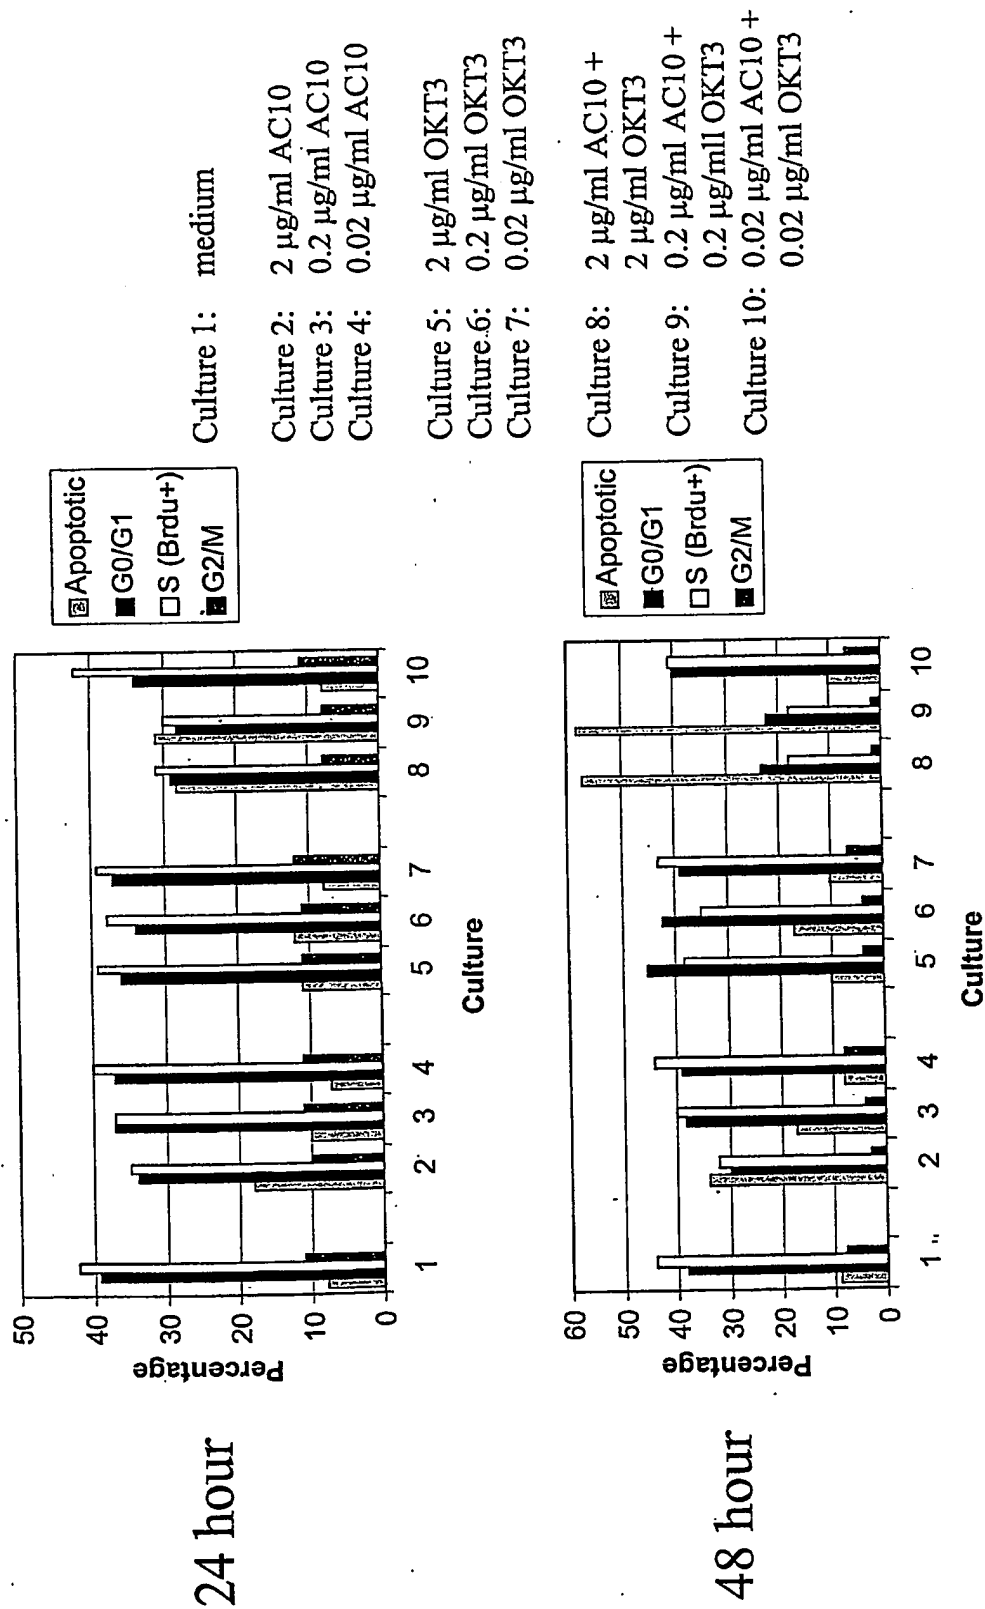 24 hour
Percentage
50
40
30
20
10
0
1
2
3
4
5
6
7
8
9
10
Culture
Apoptotic
G0/G1
S (Brdu+)
G2/M
48 hour
Percentage
60
50
40
30
20
10
0
1
2
3
4
5
6
7
8
9
10
Culture
Apoptotic
G0/G1
S (Brdu+)
G2/M
Culture 1: medium
Culture 2: 2 µg/ml AC10
Culture 3: 0.2 µg/ml AC10
Culture 4: 0.02 µg/ml AC10
Culture 5: 2 µg/ml OKT3
Culture 6: 0.2 µg/ml OKT3
Culture 7: 0.02 µg/ml OKT3
Culture 8: 2 µg/ml AC10 +
2 µg/ml OKT3
Culture 9: 0.2 µg/ml AC10 +
0.2 µg/mll OKT3
Culture 10: 0.02 µg/ml AC10 +
0.02 µg/ml OKT3